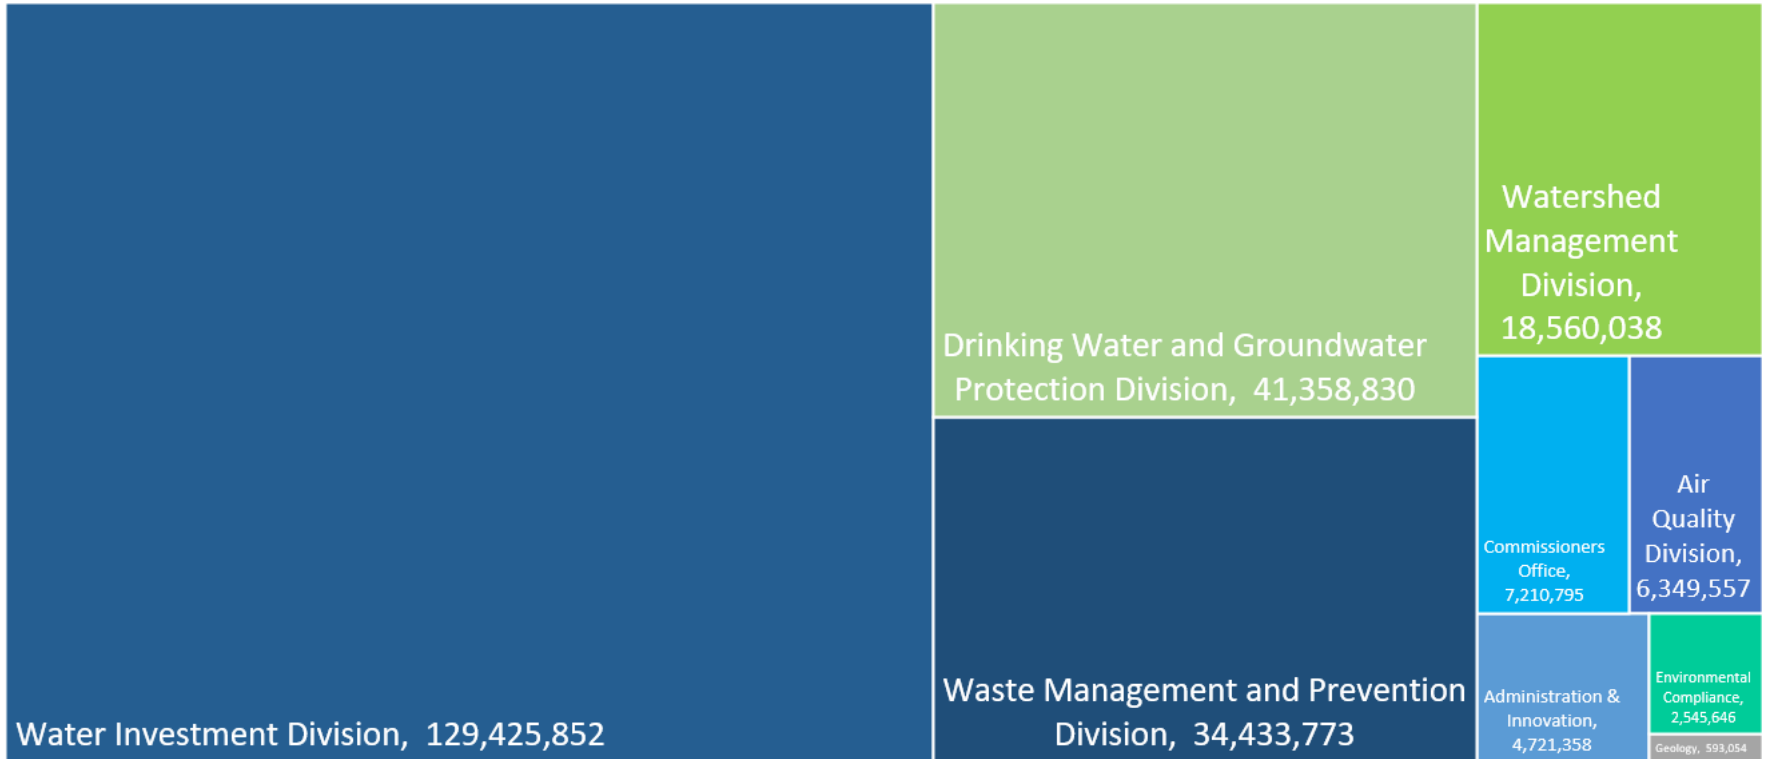 Water Investment Division, 129,425,852
Drinking Water and Groundwater
Protection Division, 41,358,830
Waste Management and Prevention
Division, 34,433,773
Watershed
Management
Division,
18,560,038
Commissioners
Office,
7,210,795
Air
Quality
Division,
6,349,557
Administration &
Innovation,
4,721,358
Environmental
Compliance,
2,545,646
Geology, 593,054